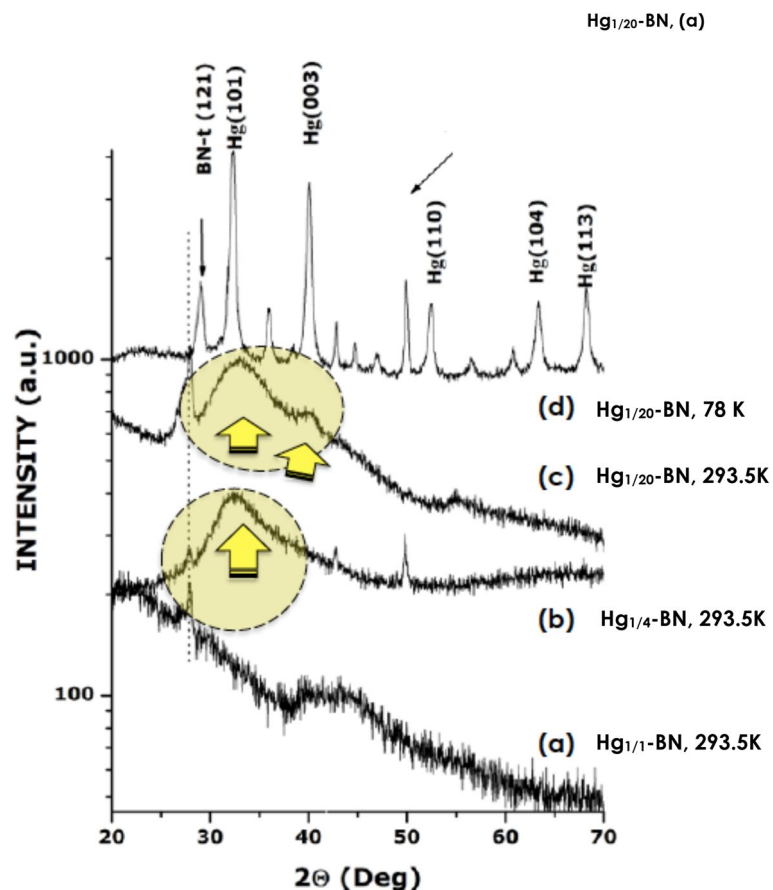 Hg1/20-BN, (a)
BN-t (121)
Hg(101)
Hg(003)
Hg(110)
Hg(104)
Hg(113)
INTENSITY (a.u.)
1000
100
(d) Hg1/20-BN, 78 K
(c) Hg1/20-BN, 293.5K
(b) Hg1/4-BN, 293.5K
(a) Hg1/1-BN, 293.5K
20 30 40 50 60 70
2Θ (Deg)